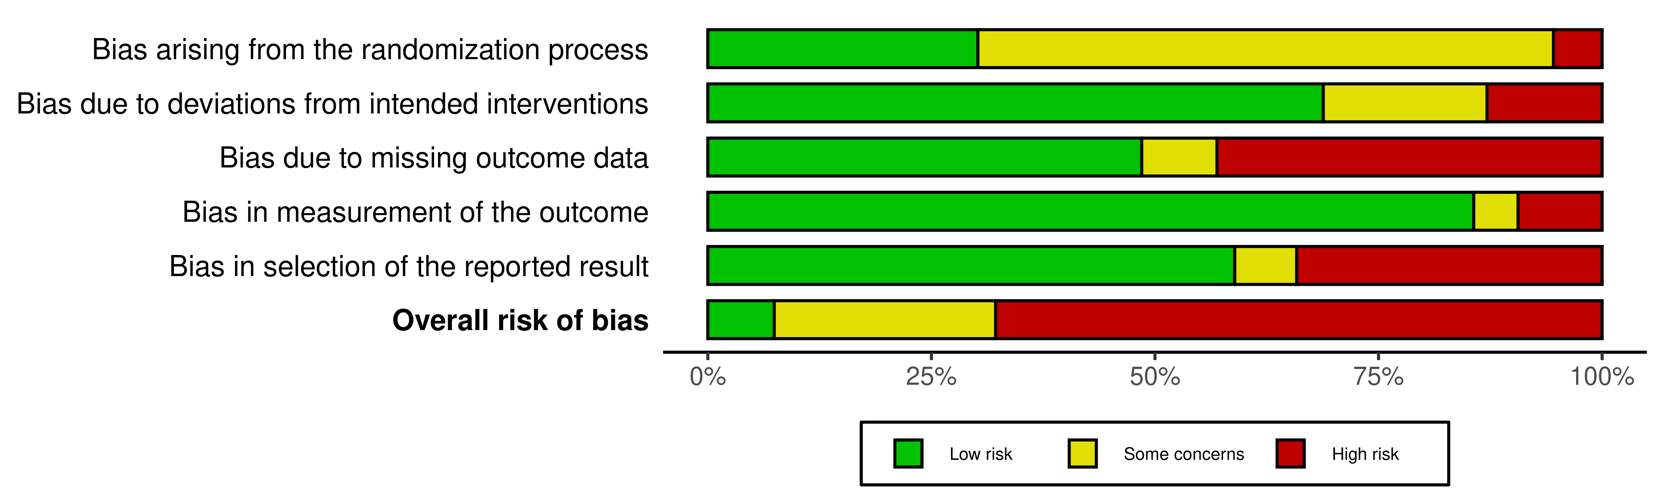 Bias arising from the randomization process
Bias due to deviations from intended interventions
Bias due to missing outcome data
Bias in measurement of the outcome
Bias in selection of the reported result
Overall risk of bias
0% 25% 50% 75% 100%
Low risk Some concerns High risk